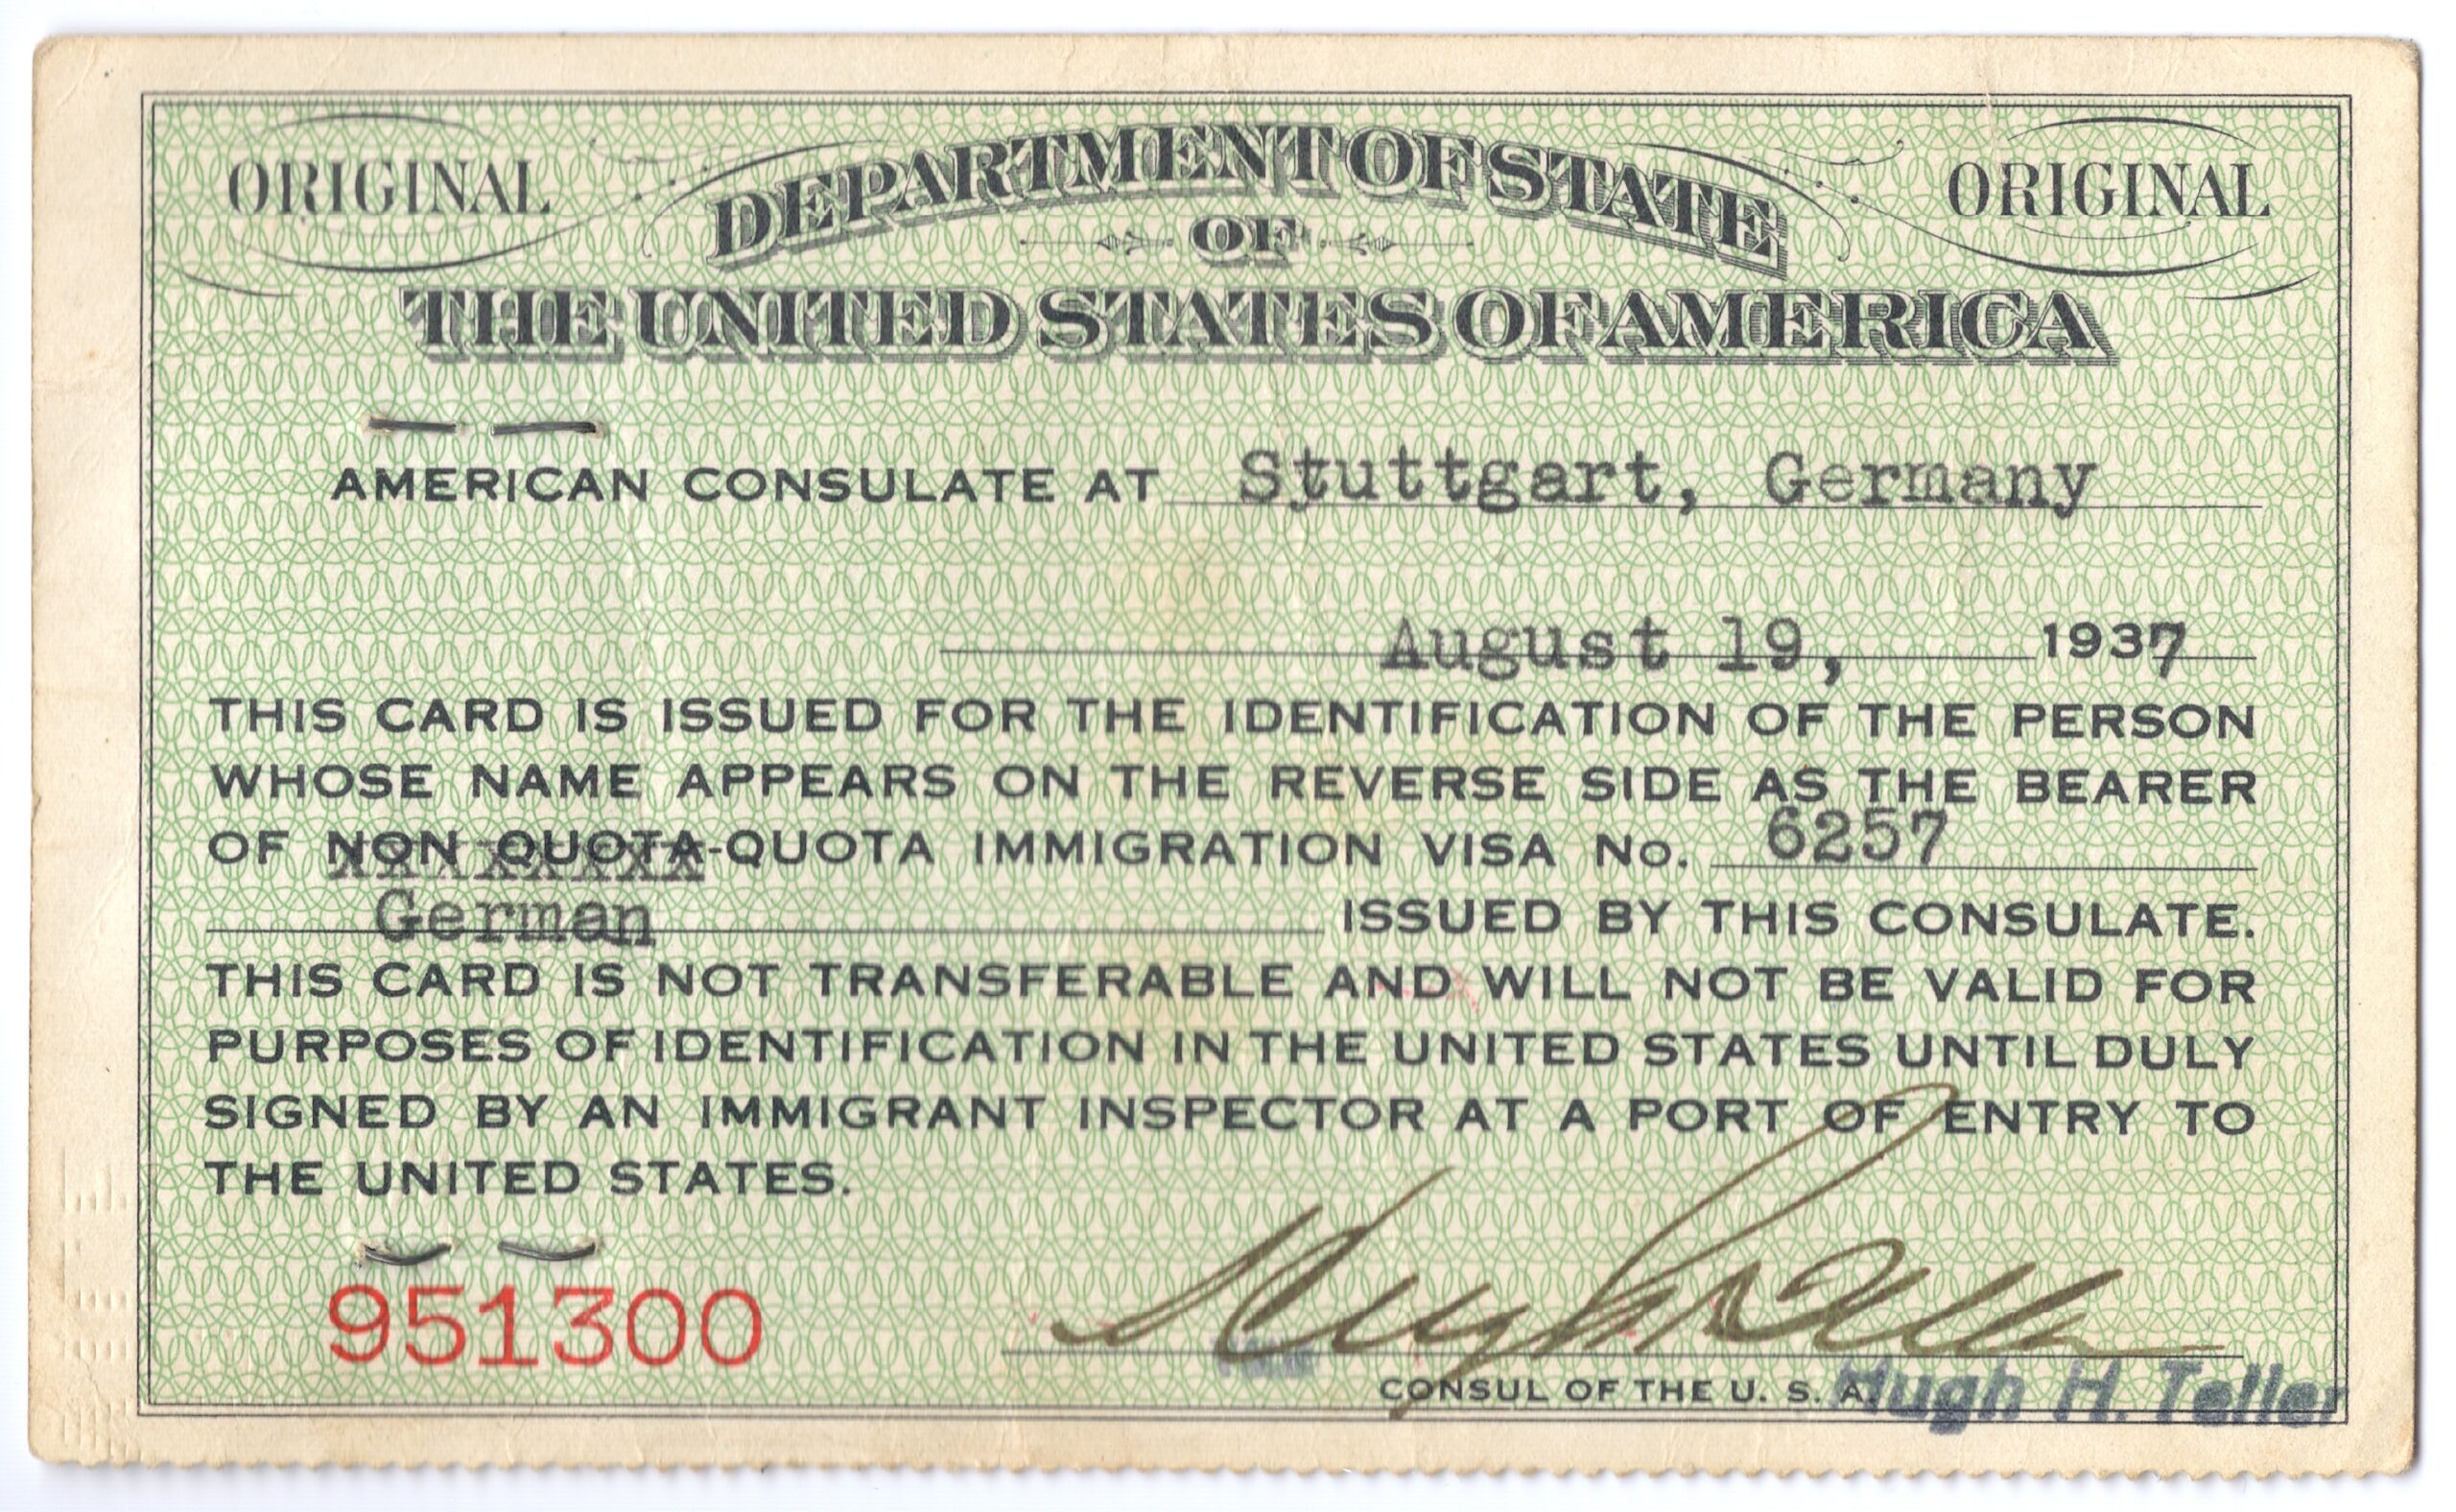 ORIGINAL DEPARTMENT OF STATE ORIGINAL
OF
THE UNITED STATES OF AMERICA
AMERICAN CONSULATE AT Stuttgart, Germany
August 19, 1937
THIS CARD IS ISSUED FOR THE IDENTIFICATION OF THE PERSON
WHOSE NAME APPEARS ON THE REVERSE SIDE AS THE BEARER
OF NON QUOTA-QUOTA IMMIGRATION VISA No. 6257
German ISSUED BY THIS CONSULATE.
THIS CARD IS NOT TRANSFERABLE AND WILL NOT BE VALID FOR
PURPOSES OF IDENTIFICATION IN THE UNITED STATES UNTIL DULY
SIGNED BY AN IMMIGRANT INSPECTOR AT A PORT OF ENTRY TO
THE UNITED STATES.
951300 Hugh H. Teller
CONSUL OF THE U. S. A. Hugh H. Teller